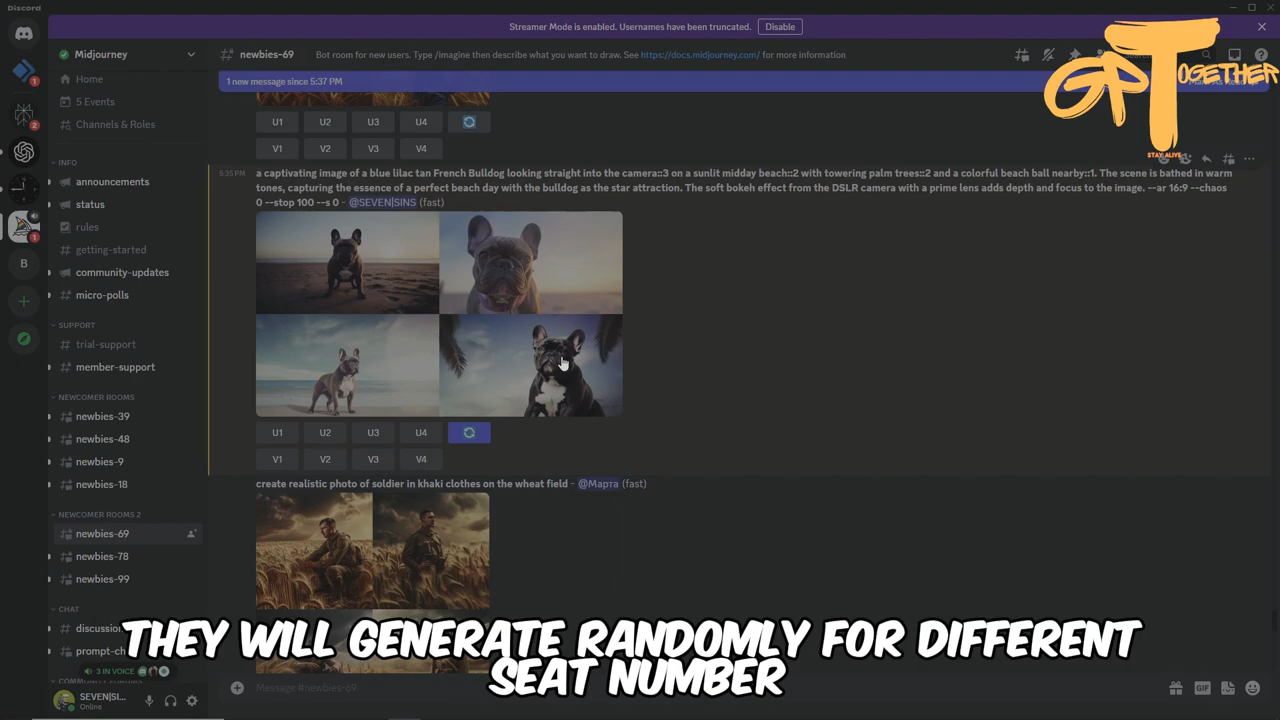 Discord
Streamer Mode is enabled. Usernames have been truncated.
Disable
Midjourney
newbies-69
Bot room for new users. Type /imagine then describe what you want to draw. See https://docs.midjourney.com/ for more information
GPTOGETHER
STAY ALIVE
1 new message since 5:37 PM
Home
5 Events
Channels & Roles
INFO
announcements
status
rules
getting-started
community-updates
micro-polls
SUPPORT
trial-support
member-support
NEWCOMER ROOMS
newbies-39
newbies-48
newbies-9
newbies-18
NEWCOMER ROOMS 2
newbies-69
newbies-78
newbies-99
CHAT
discussion
prompt-ch
3 IN VOICE
SEVEN|SI...
Online
B
1
2
1
U1 U2 U3 U4
V1 V2 V3 V4
5:35 PM
a captivating image of a blue lilac tan French Bulldog looking straight into the camera::3 on a sunlit midday beach::2 with towering palm trees::2 and a colorful beach ball nearby::1. The scene is bathed in warm
tones, capturing the essence of a perfect beach day with the bulldog as the star attraction. The soft bokeh effect from the DSLR camera with a prime lens adds depth and focus to the image. --ar 16:9 --chaos
0 --stop 100 --s 0 - @SEVEN|SINS (fast)
U1 U2 U3 U4
V1 V2 V3 V4
create realistic photo of soldier in khaki clothes on the wheat field - @Марта (fast)
Message #newbies-69
GIF
THEY WILL GENERATE RANDOMLY FOR DIFFERENT
SEAT NUMBER